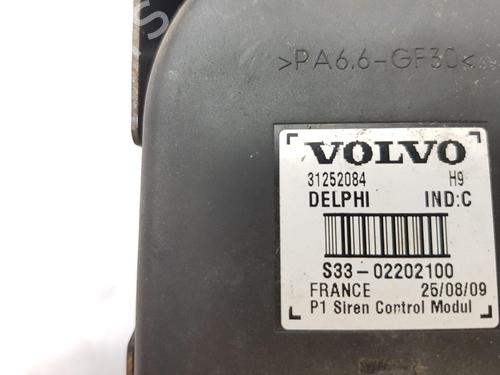 >PA6.6-GF30<
VOLVO
31252084 H9
DELPHI IND:C
S33-02202100
FRANCE 25/08/09
P1 Siren Control Modul